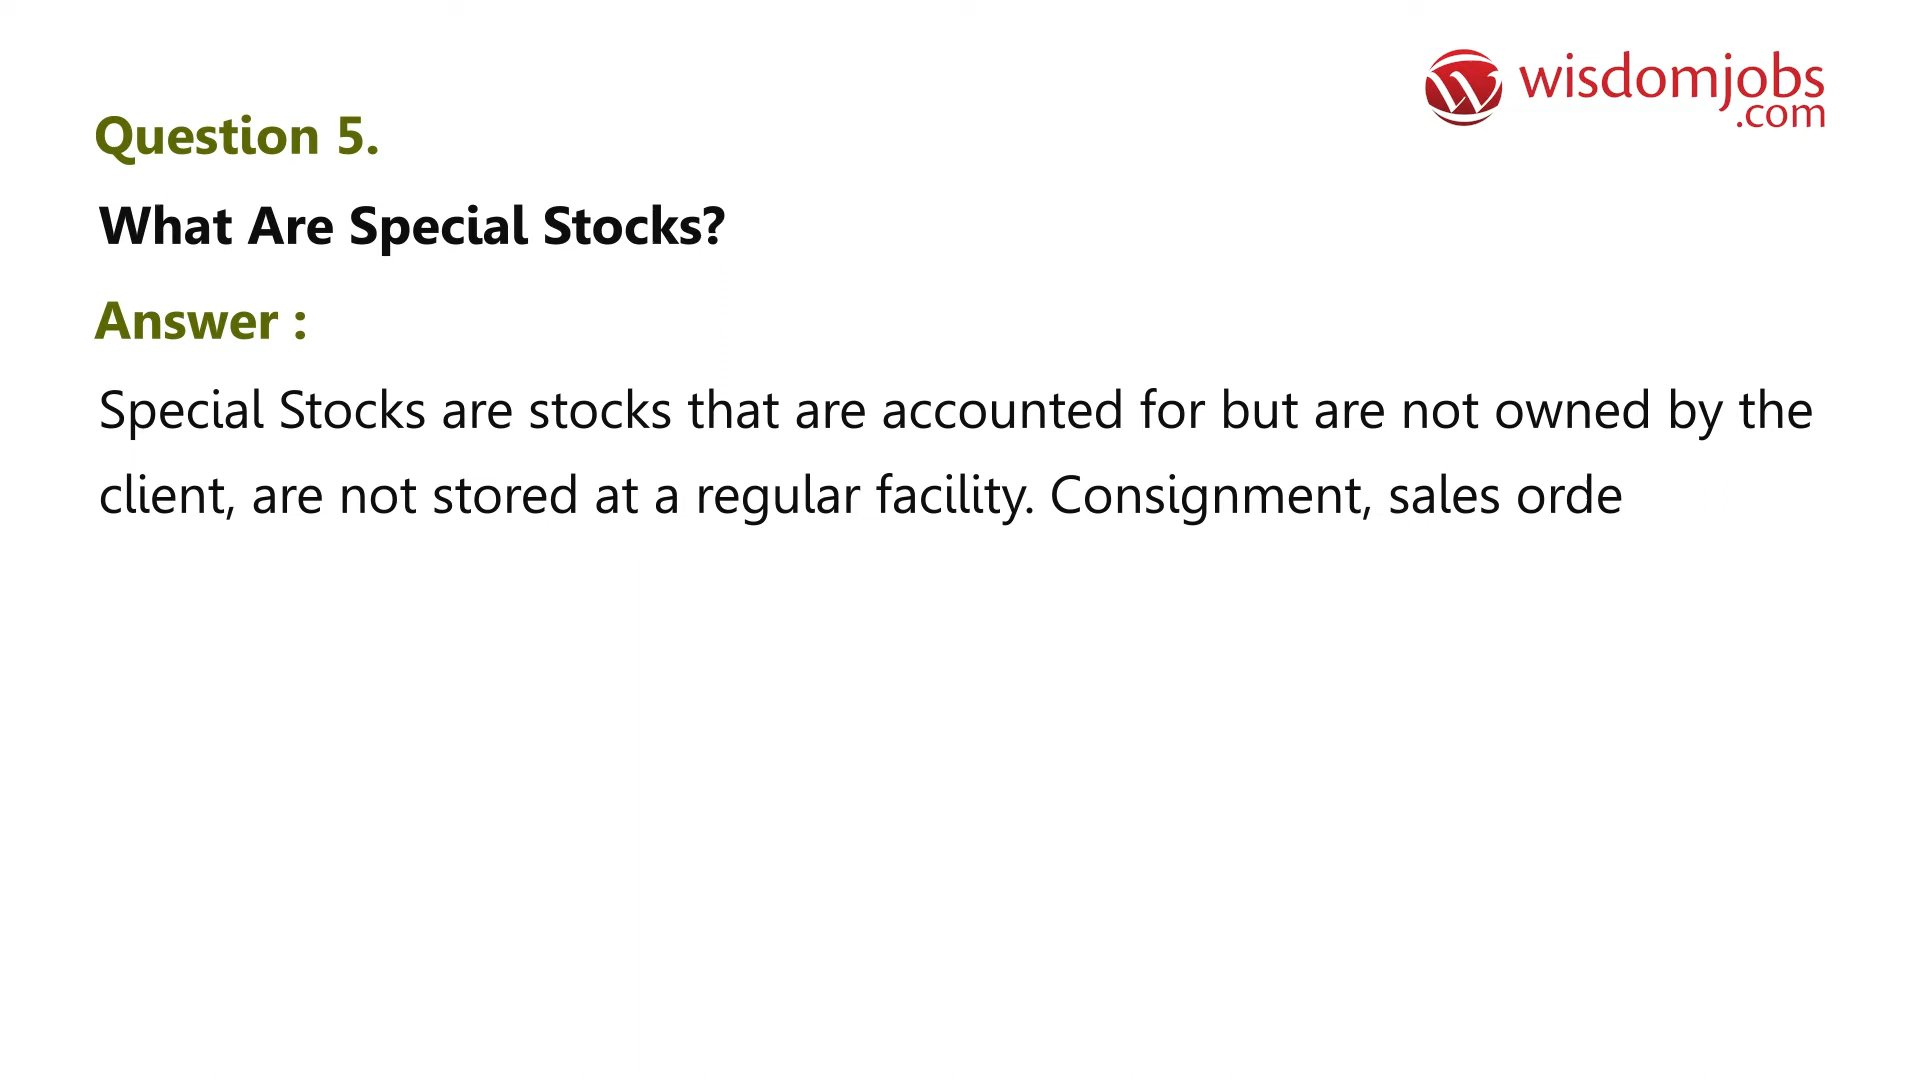 wisdomjobs
.com
Question 5.
What Are Special Stocks?
Answer :
Special Stocks are stocks that are accounted for but are not owned by the
client, are not stored at a regular facility. Consignment, sales orde